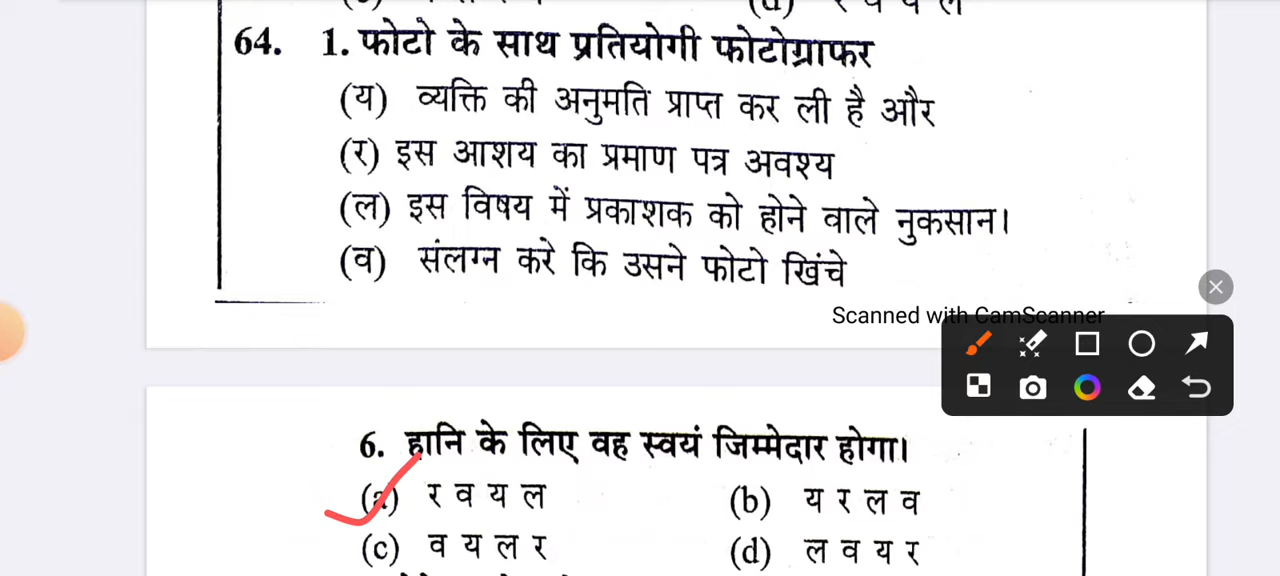 64. 1. फोटो के साथ प्रतियोगी फोटोग्राफर
(य) व्यक्ति की अनुमति प्राप्त कर ली है और
(र) इस आशय का प्रमाण पत्र अवश्य
(ल) इस विषय में प्रकाशक को होने वाले नुकसान।
(व) संलग्न करे कि उसने फोटो खिंचे
Scanned with CamScanner
6. हानि के लिए वह स्वयं जिम्मेदार होगा।
(a) र व य ल (b) य र ल व
(c) व य ल र (d) ल व य र